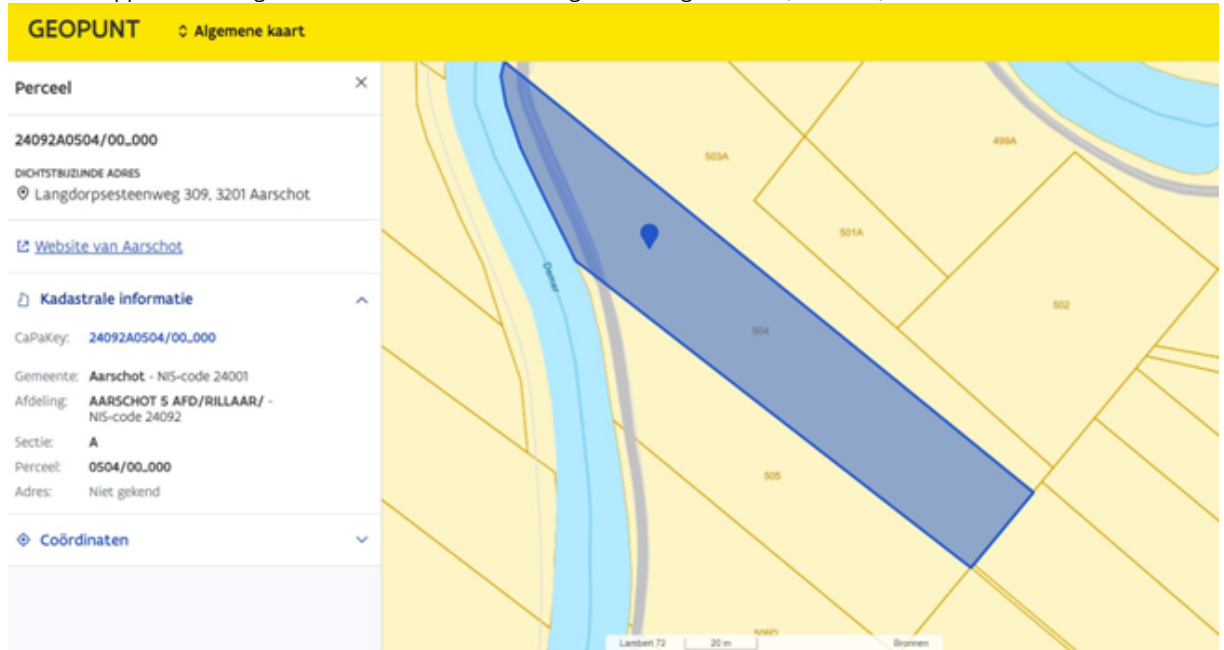 GEOPUNT
Algemene kaart
Perceel
24092A0504/00_000
DICHTSTBIJZIJNDE ADRES
Langdorpsesteenweg 309, 3201 Aarschot
Website van Aarschot
Kadastrale informatie
CaPaKey: 24092A0504/00_000
Gemeente: Aarschot - NIS-code 24001
Afdeling: AARSCHOT 5 AFD/RILLAAR/ -
NIS-code 24092
Sectie: A
Perceel: 0504/00_000
Adres: Niet gekend
Coördinaten
503A
499A
501A
502
Demer
504
505
506D
Lambert 72
20 m
Bronnen